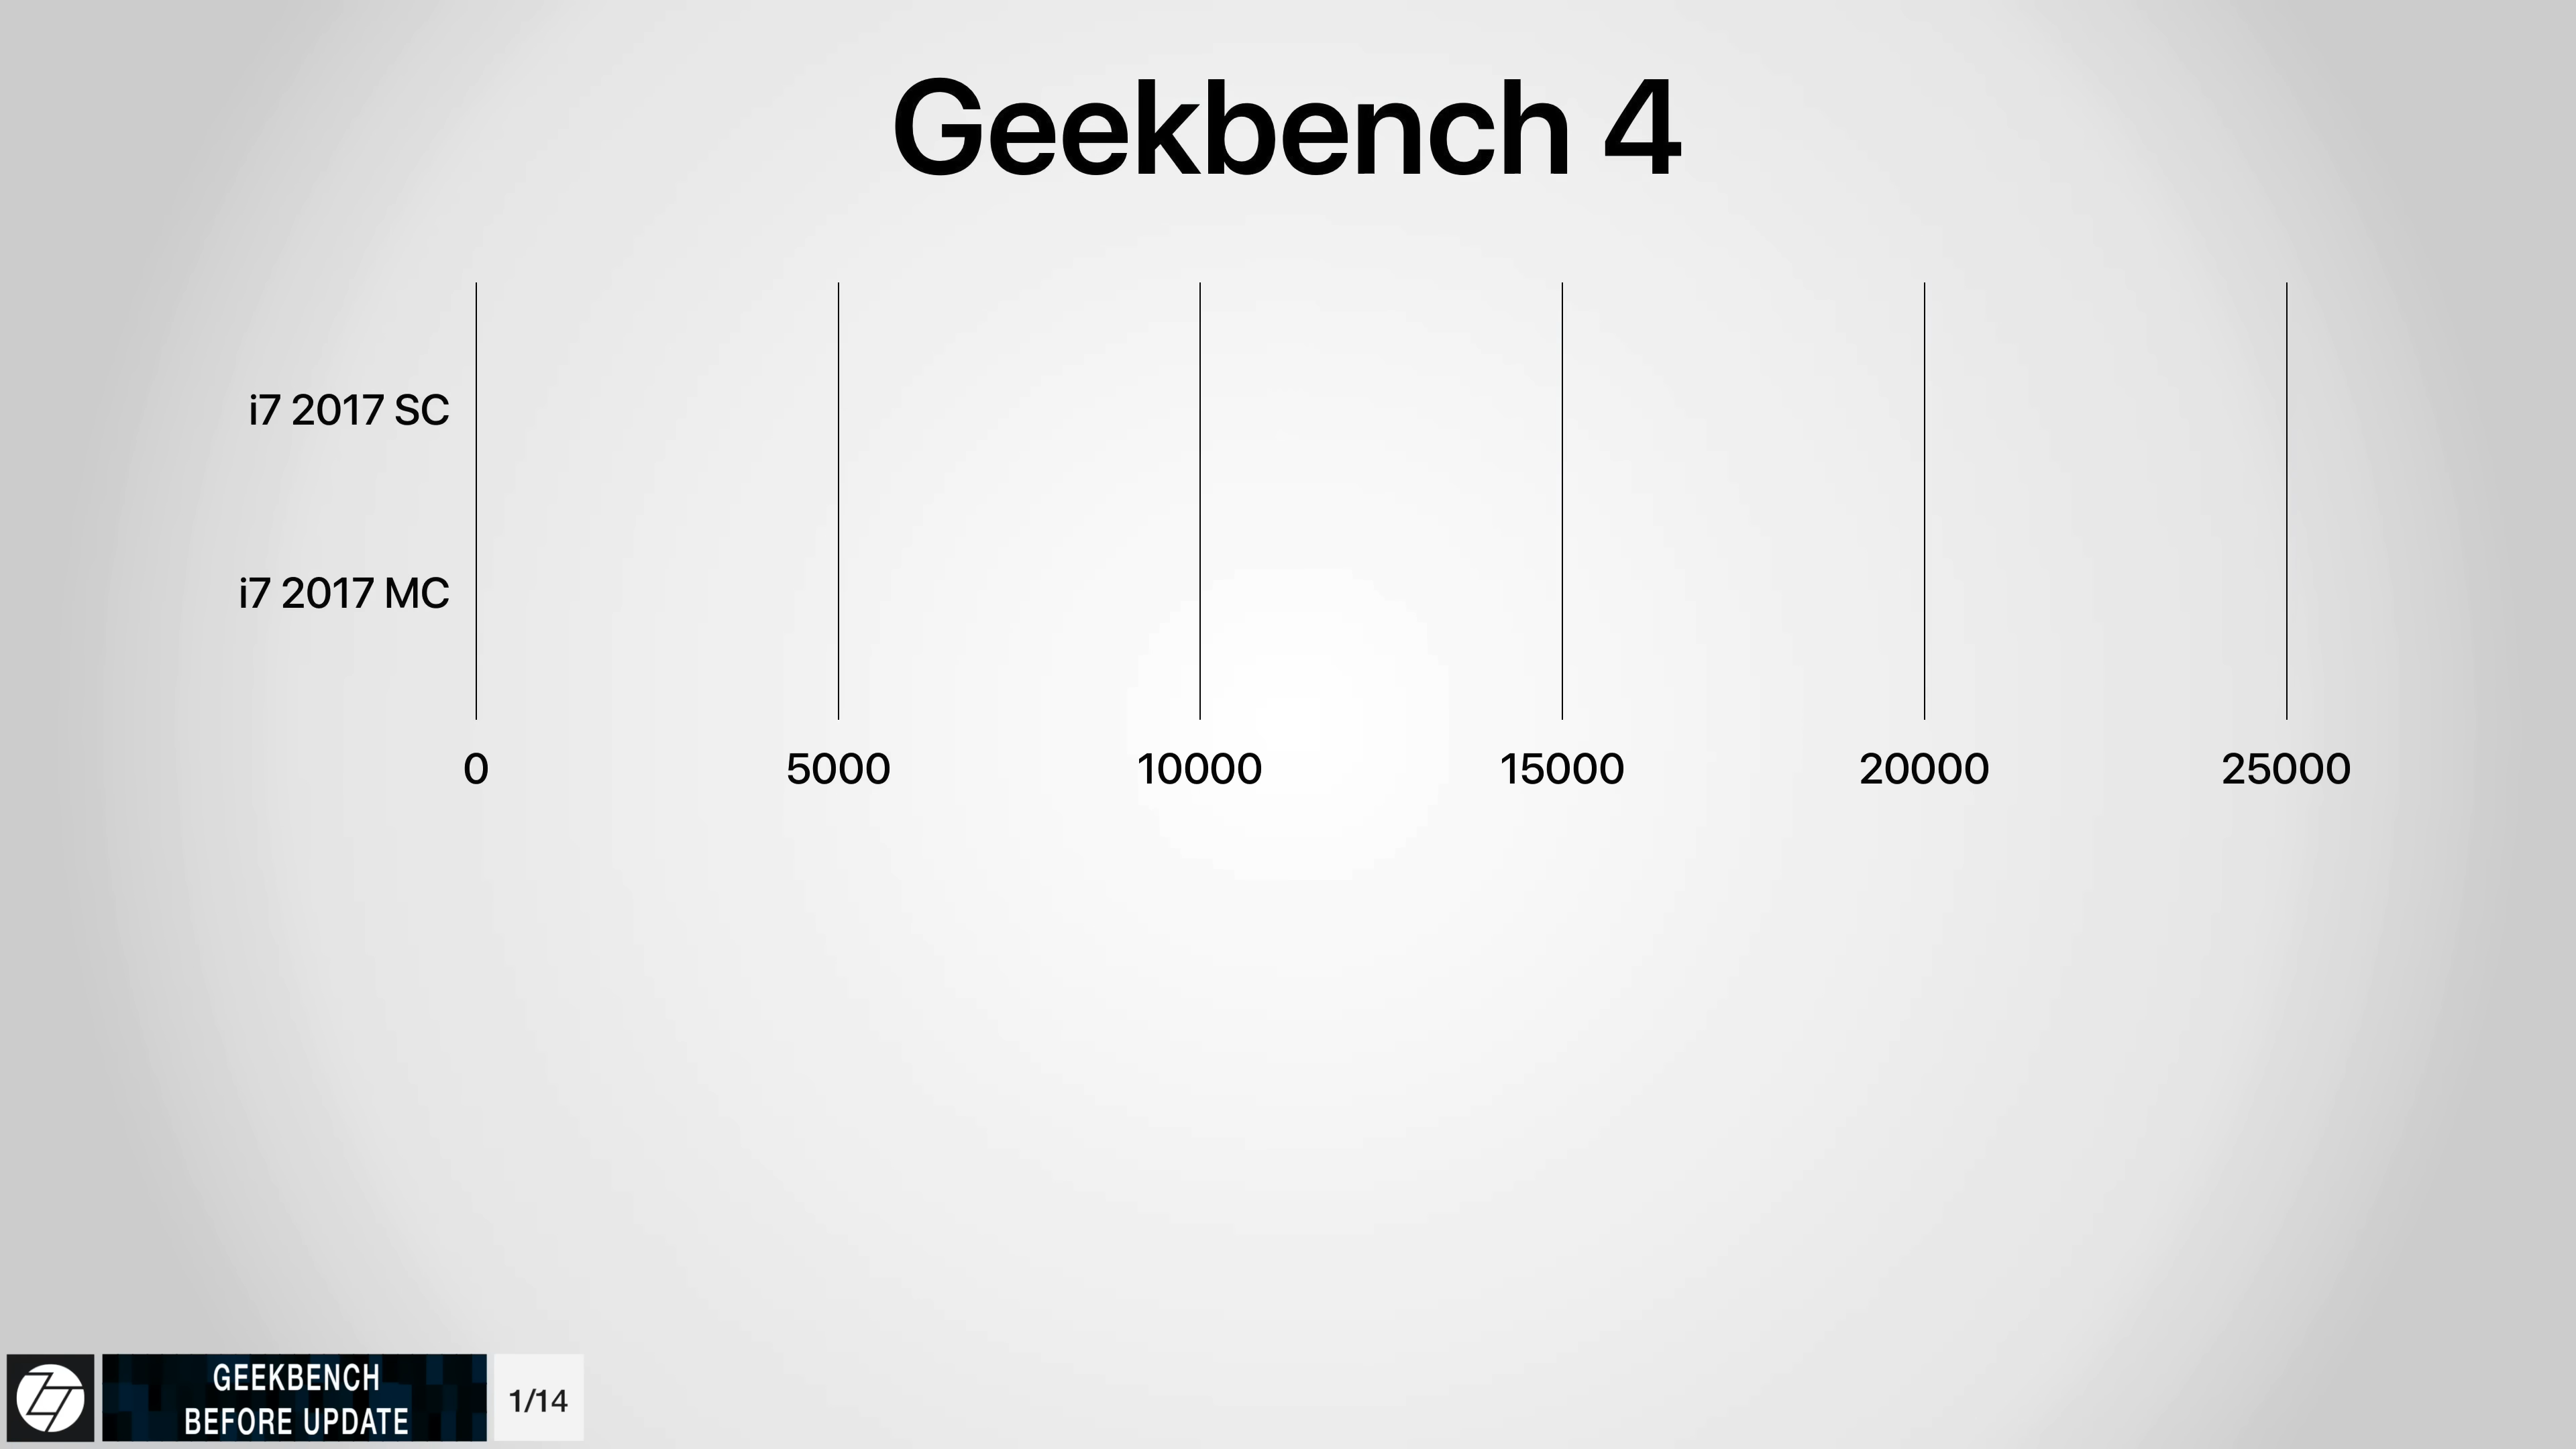 Geekbench 4
i7 2017 SC
i7 2017 MC
0 5000 10000 15000 20000 25000
GEEKBENCH
BEFORE UPDATE
1/14